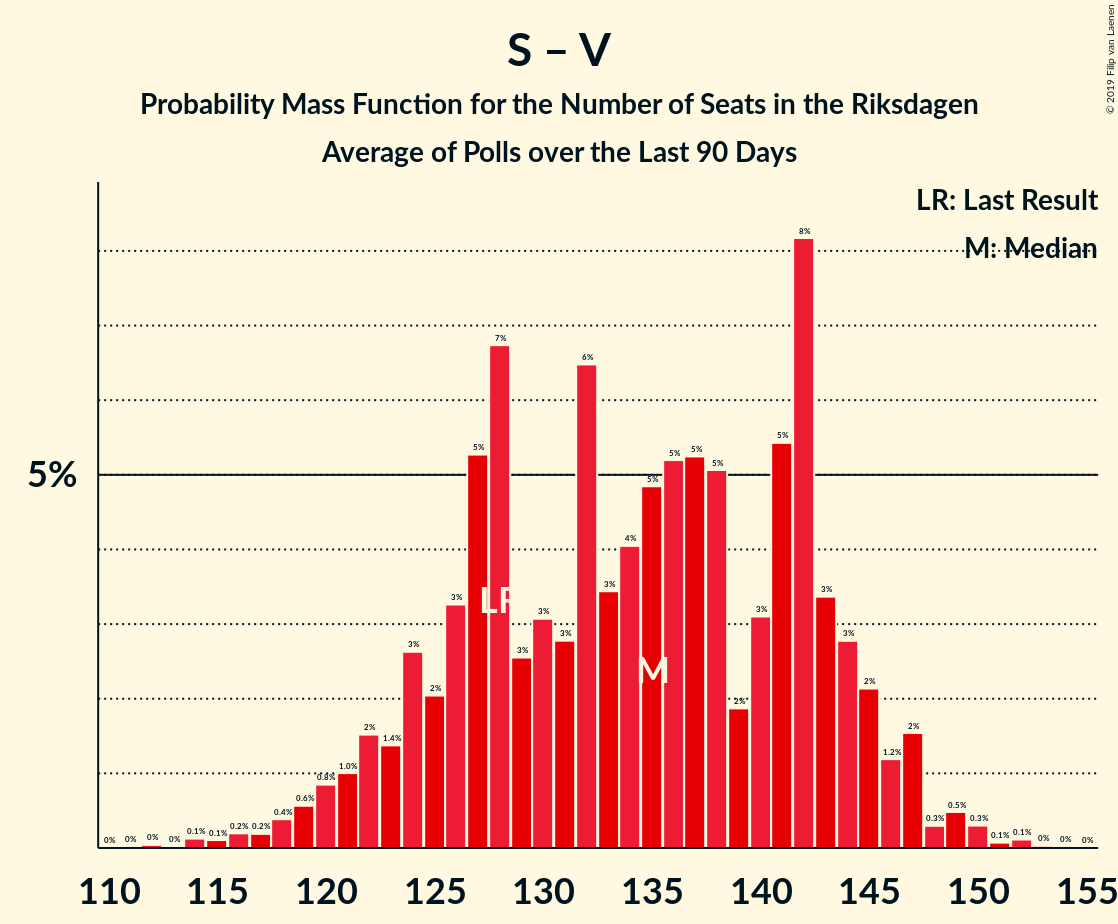 © 2019 Filip van Laenen
S – V
Probability Mass Function for the Number of Seats in the Riksdagen
Average of Polls over the Last 90 Days
LR: Last Result
M: Median
5%
0% 0% 0% 0% 0.1% 0.1% 0.2% 0.2% 0.4% 0.6% 0.8% 1.0% 2% 1.4% 3% 2% 3% 5% 7% 3% 3% 3% 6% 3% 4% 5% 5% 5% 5% 2% 3% 5% 8% 3% 3% 2% 1.2% 2% 0.3% 0.5% 0.3% 0.1% 0.1% 0% 0% 0%
LR
M
110 115 120 125 130 135 140 145 150 155